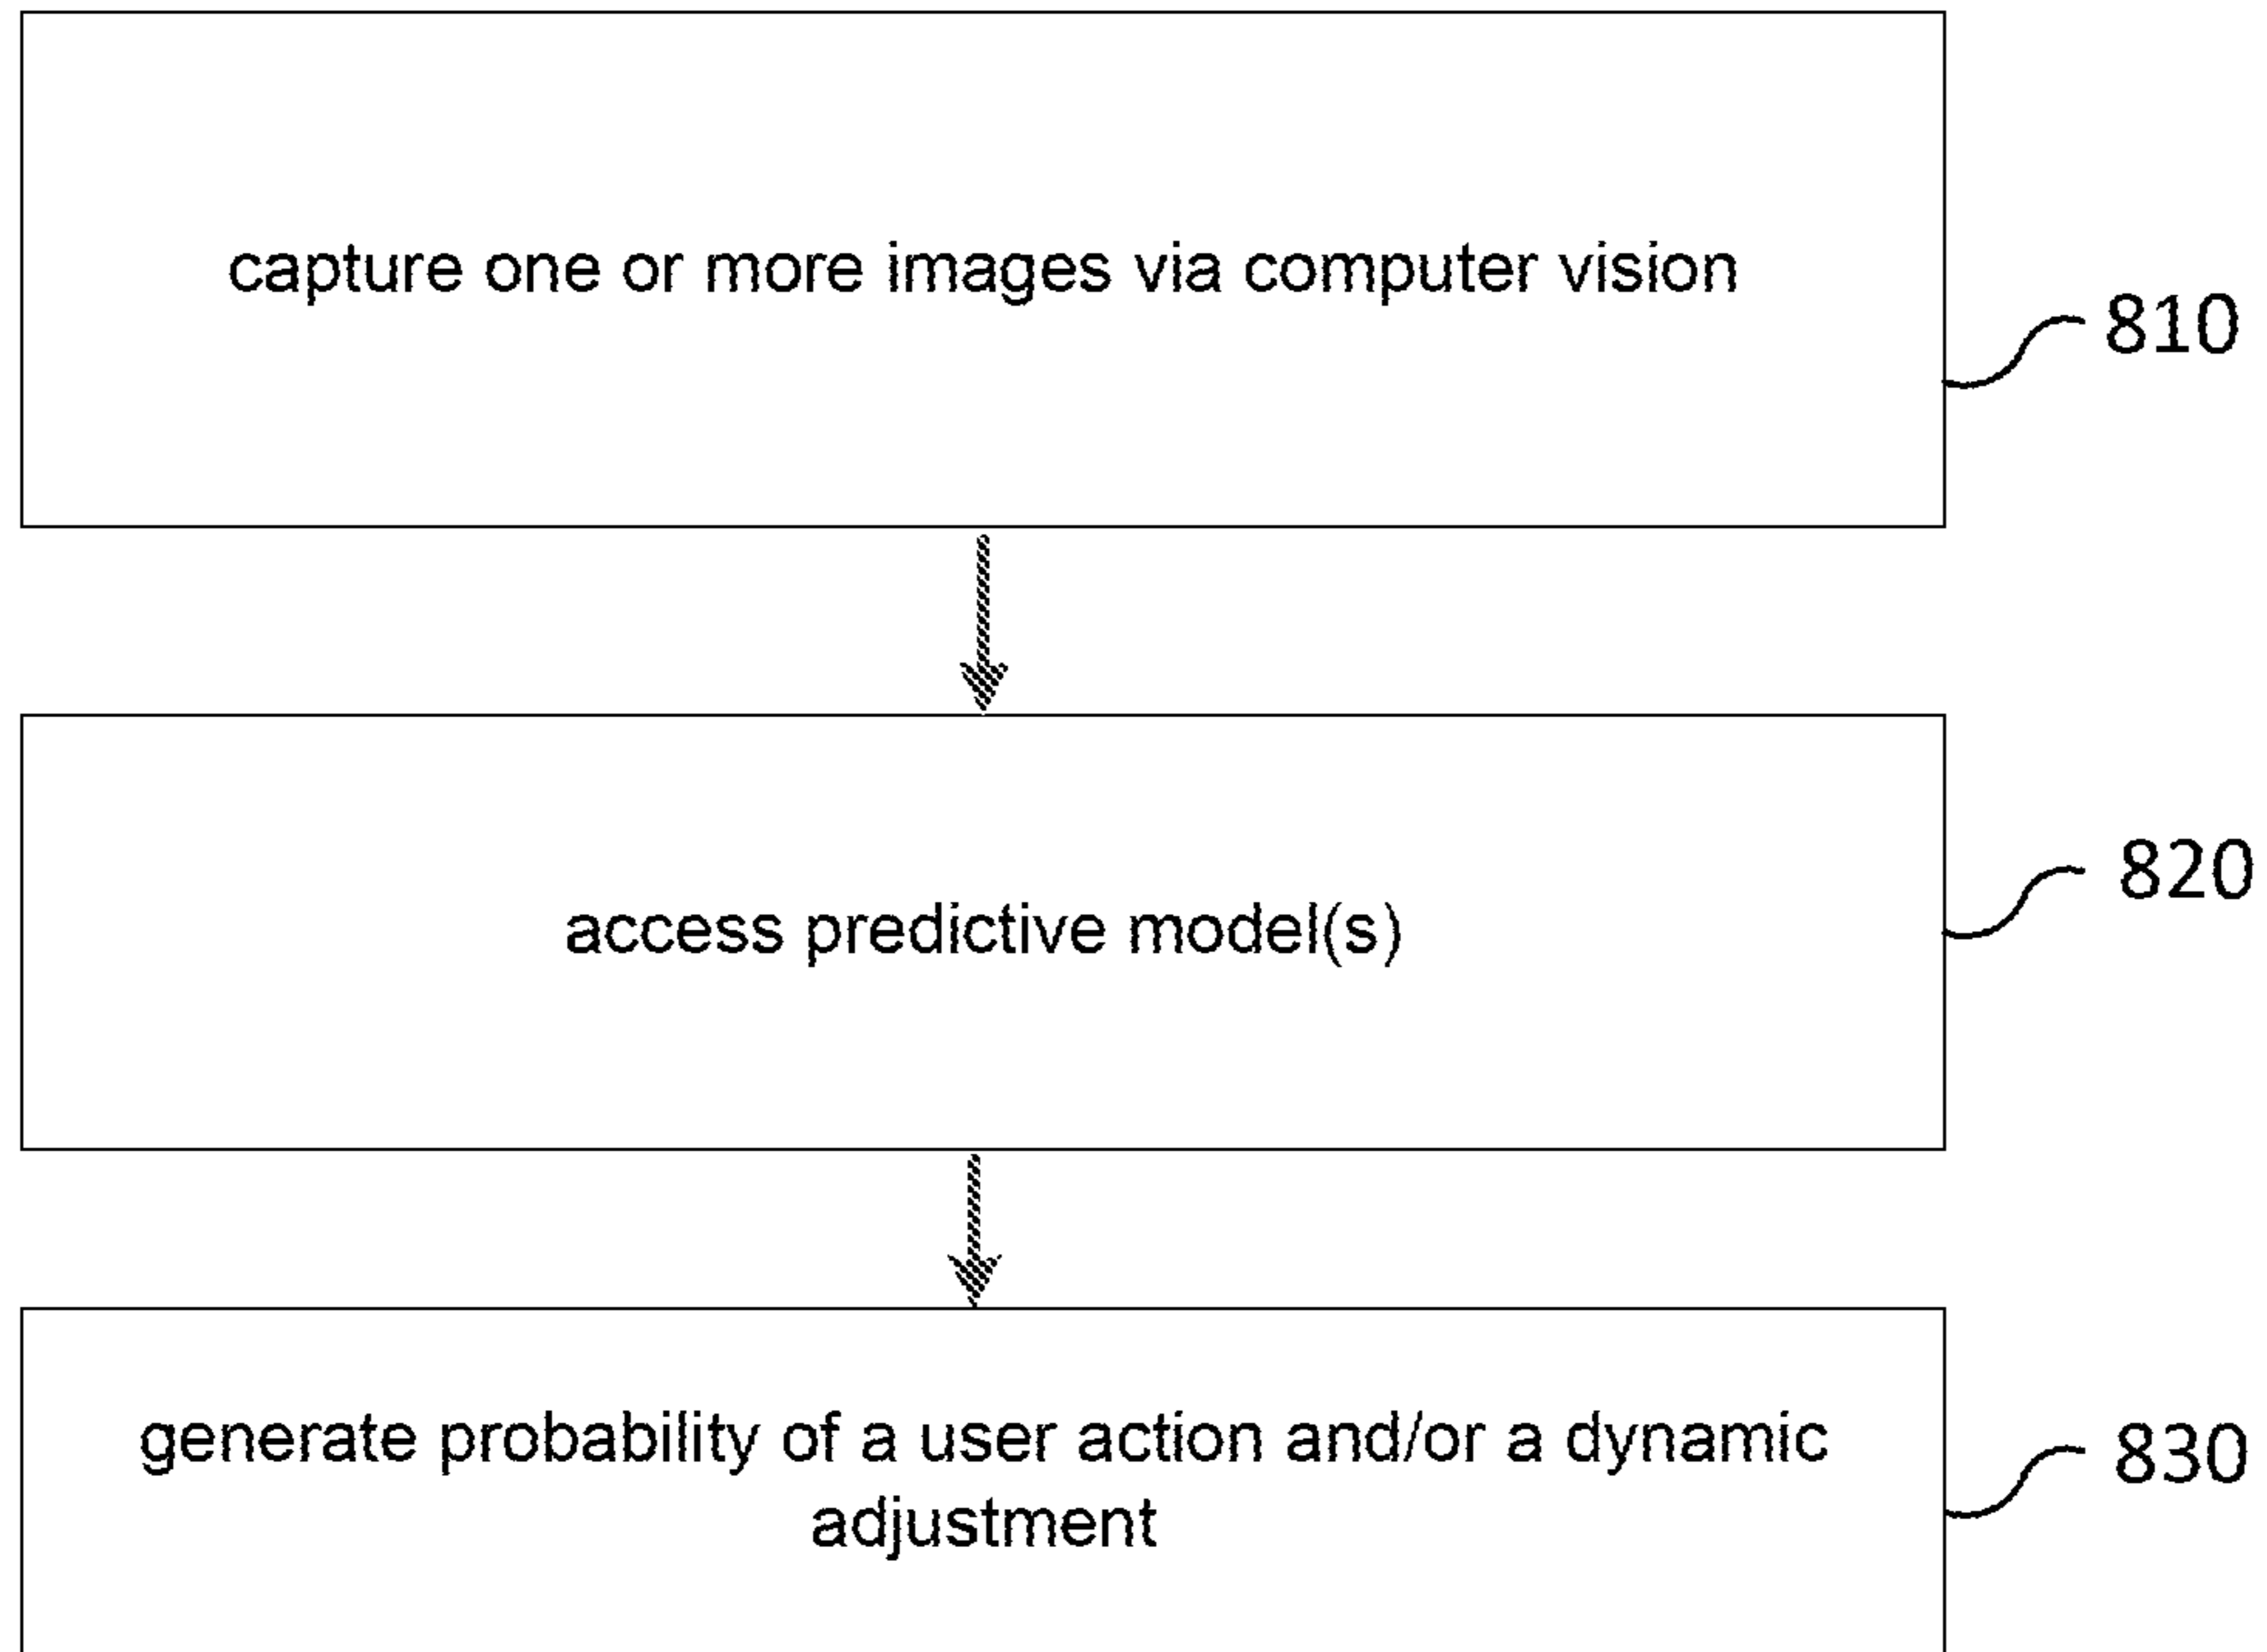 capture one or more images via computer vision
810
access predictive model(s)
820
generate probability of a user action and/or a dynamic
adjustment
830